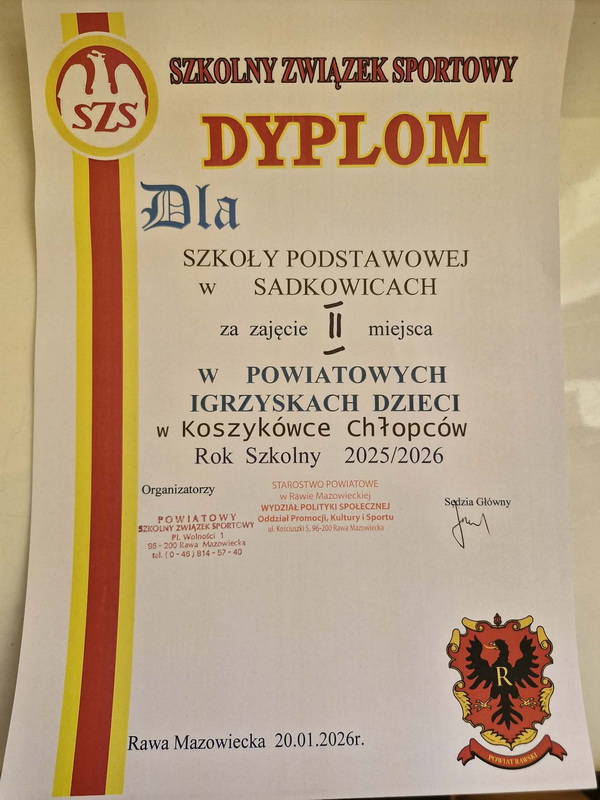 SZS
SZKOLNY ZWIĄZEK SPORTOWY
DYPLOM
Dla
SZKOŁY PODSTAWOWEJ
w SADKOWICACH
za zajęcie II miejsca
w POWIATOWYCH
IGRZYSKACH DZIECI
w Koszykówce Chłopców
Rok Szkolny 2025/2026
Organizatorzy
POWIATOWY
SZKOLNY ZWIĄZEK SPORTOWY
Pl. Wolności 1
96-200 Rawa Mazowiecka
tel. (0-46) 814-57-40
STAROSTWO POWIATOWE
w Rawie Mazowieckiej
WYDZIAŁ POLITYKI SPOŁECZNEJ
Oddział Promocji, Kultury i Sportu
ul. Kościuszki 5, 96-200 Rawa Mazowiecka
Sędzia Główny
R
POWIAT RAWSKI
Rawa Mazowiecka 20.01.2026r.